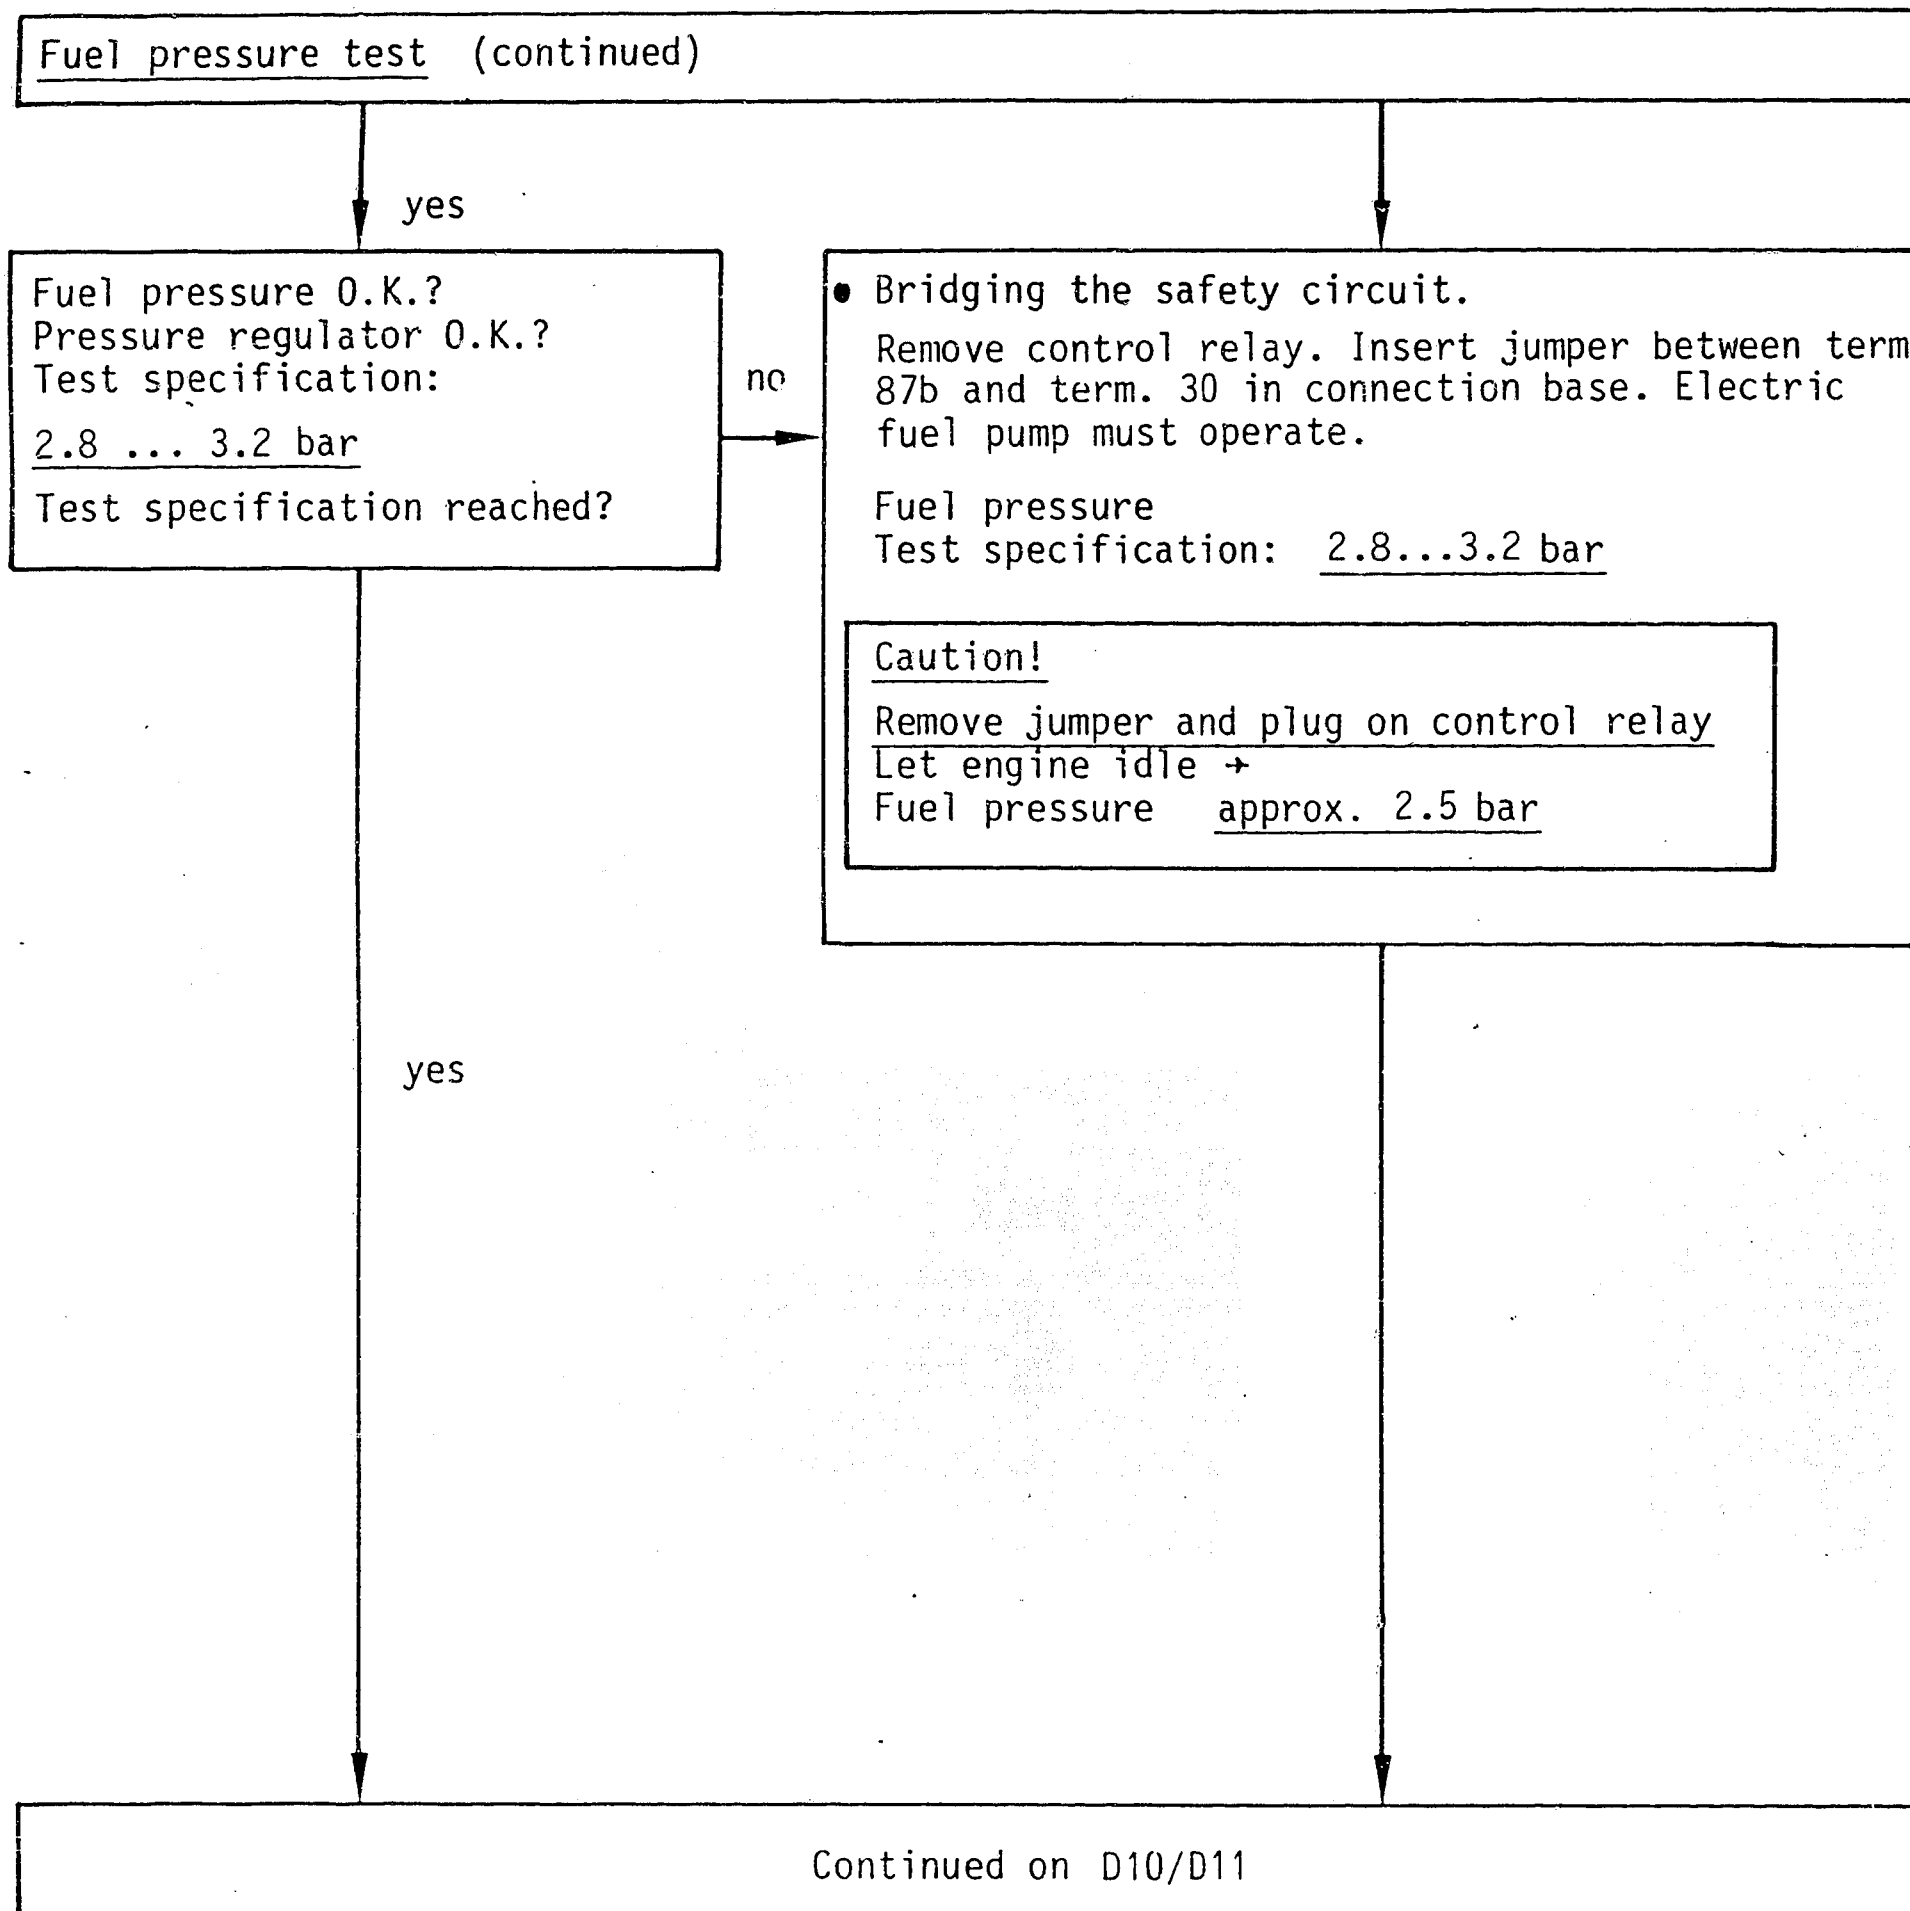 Fuel pressure test (continued)
yes
Fuel pressure O.K.?
Pressure regulator O.K.?
Test specification:
2.8 ... 3.2 bar
Test specification reached?
no
• Bridging the safety circuit.
Remove control relay. Insert jumper between term
87b and term. 30 in connection base. Electric
fuel pump must operate.
Fuel pressure
Test specification: 2.8...3.2 bar
Caution!
Remove jumper and plug on control relay
Let engine idle →
Fuel pressure approx. 2.5 bar
yes
Continued on D10/D11